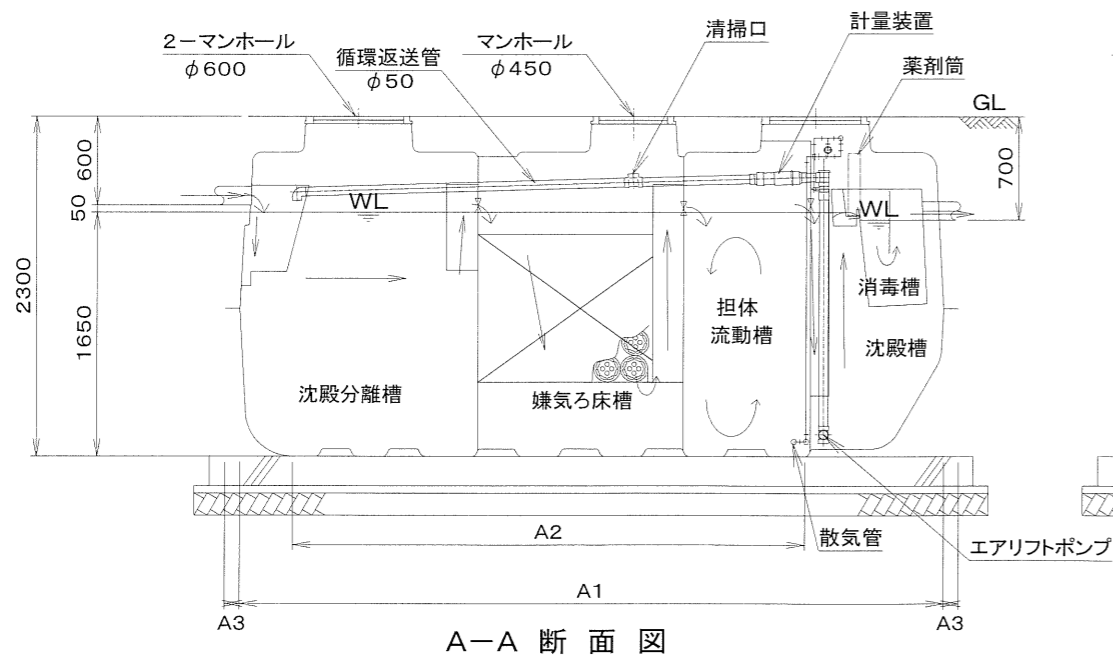 2－マンホール
φ600
循環返送管
φ50
マンホール
φ450
清掃口
計量装置
薬剤筒
GL
600
50
2300
1650
700
WL
WL
沈殿分離槽
嫌気ろ床槽
担体
流動槽
消毒槽
沈殿槽
散気管
エアリフトポンプ
A2
A1
A3
A3
A－A 断面図